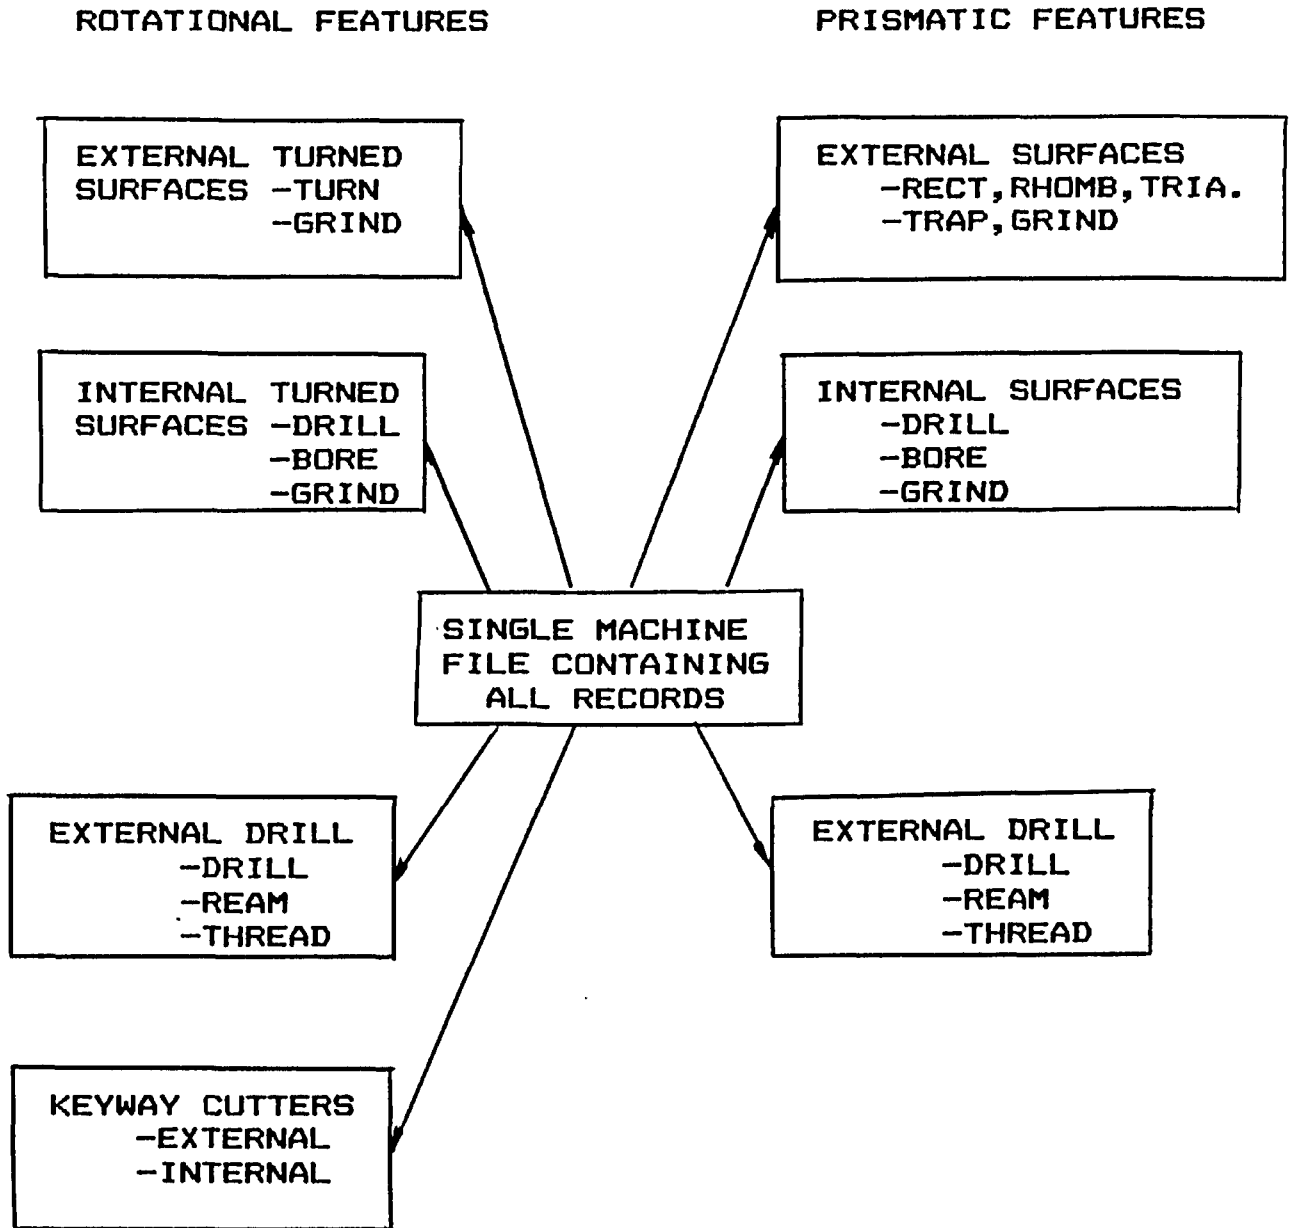 ROTATIONAL FEATURES
PRISMATIC FEATURES
EXTERNAL TURNED
SURFACES -TURN
-GRIND
EXTERNAL SURFACES
-RECT,RHOMB,TRIA.
-TRAP,GRIND
INTERNAL TURNED
SURFACES -DRILL
-BORE
-GRIND
INTERNAL SURFACES
-DRILL
-BORE
-GRIND
SINGLE MACHINE
FILE CONTAINING
ALL RECORDS
EXTERNAL DRILL
-DRILL
-REAM
-THREAD
EXTERNAL DRILL
-DRILL
-REAM
-THREAD
KEYWAY CUTTERS
-EXTERNAL
-INTERNAL